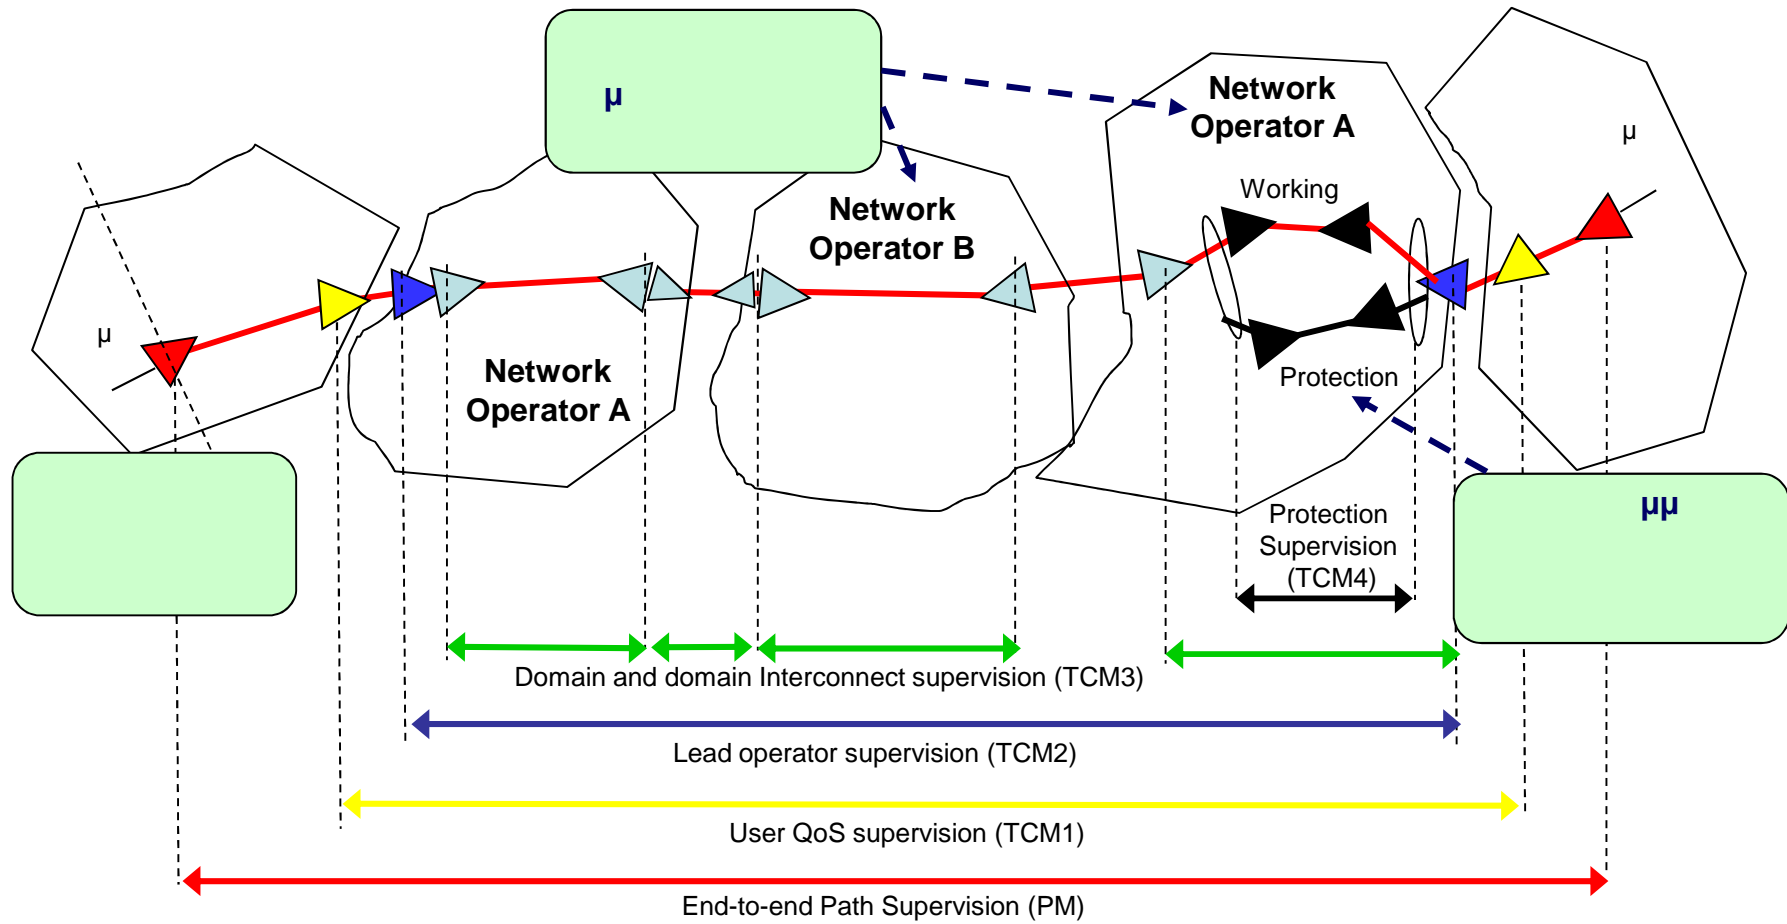 µ
Network
Operator A
µ
Working
Network
Operator B
µ
Network
Operator A
Protection
µµ
Protection
Supervision
(TCM4)
Domain and domain Interconnect supervision (TCM3)
Lead operator supervision (TCM2)
User QoS supervision (TCM1)
End-to-end Path Supervision (PM)